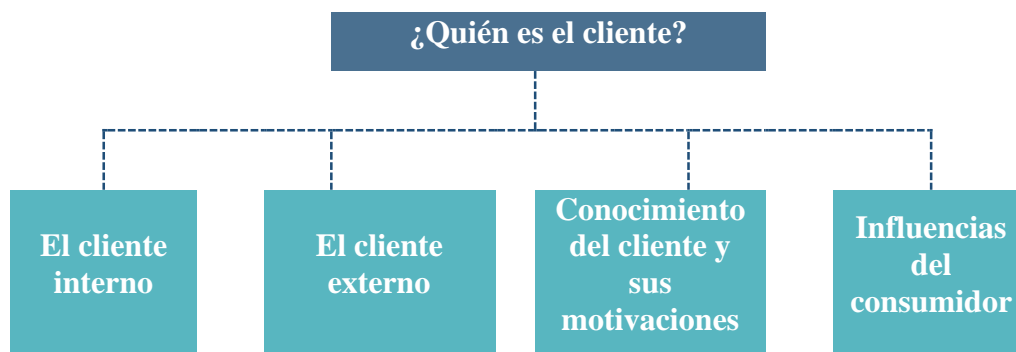 ¿Quién es el cliente?
El cliente
interno
El cliente
externo
Conocimiento
del cliente y
sus
motivaciones
Influencias
del
consumidor